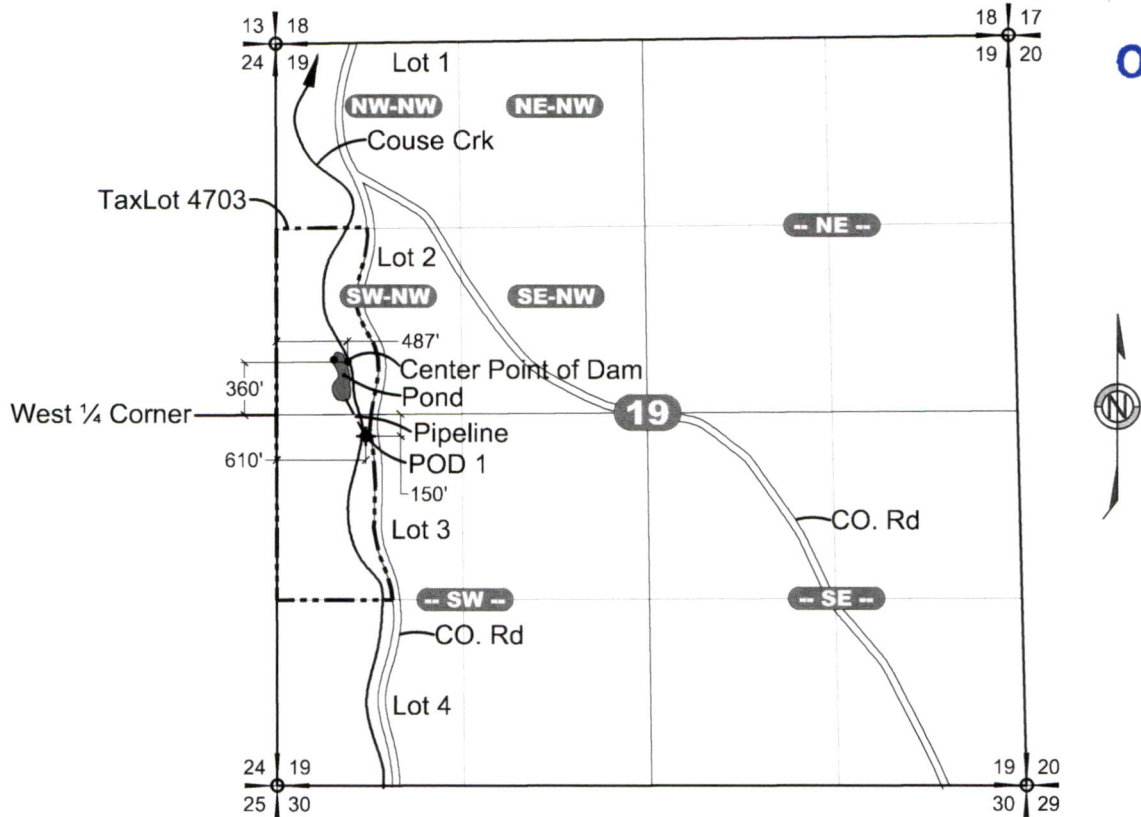 13 18
18 17
24 19
19 20
O
Lot 1
NW-NW
NE-NW
Couse Crk
TaxLot 4703
-- NE --
Lot 2
SW-NW
SE-NW
487'
Center Point of Dam
360'
Pond
West ¼ Corner
19
N
Pipeline
POD 1
610'
150'
Lot 3
CO. Rd
-- SW --
-- SE --
CO. Rd
Lot 4
24 19
19 20
25 30
30 29